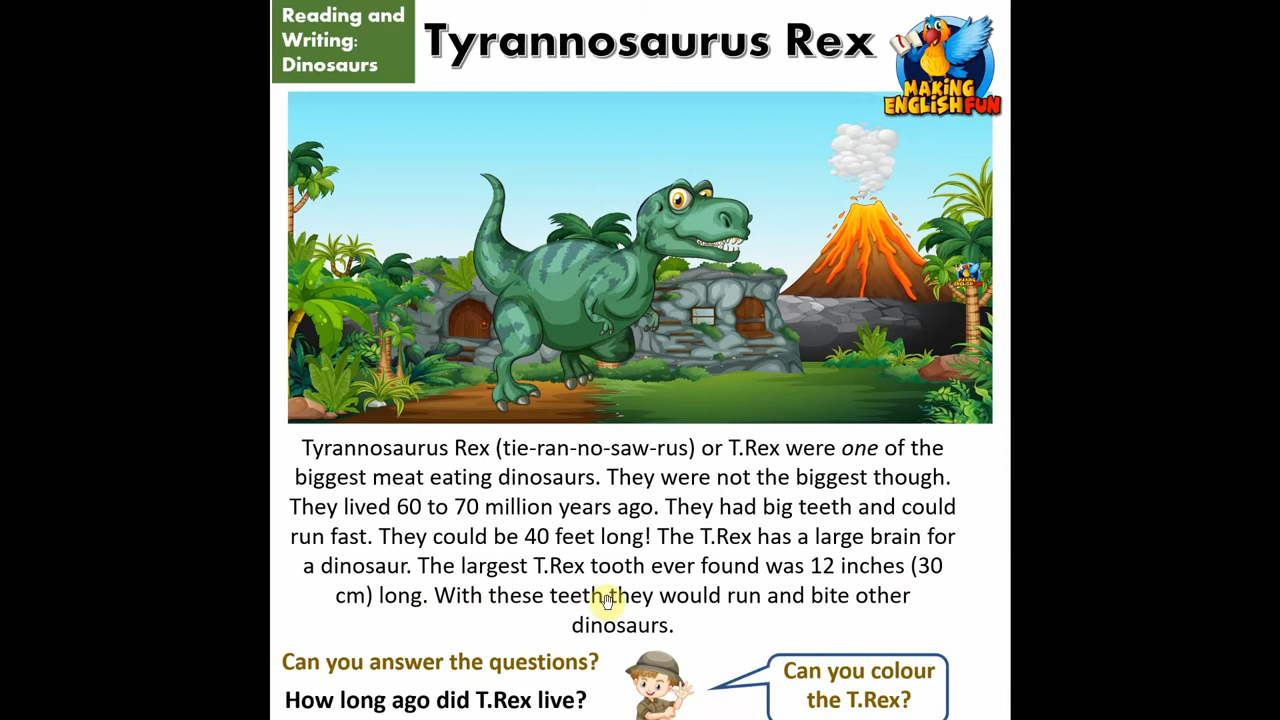 Reading and
Writing:
Dinosaurs
Tyrannosaurus Rex
MAKING
ENGLISH FUN
Tyrannosaurus Rex (tie-ran-no-saw-rus) or T.Rex were one of the
biggest meat eating dinosaurs. They were not the biggest though.
They lived 60 to 70 million years ago. They had big teeth and could
run fast. They could be 40 feet long! The T.Rex has a large brain for
a dinosaur. The largest T.Rex tooth ever found was 12 inches (30
cm) long. With these teeth they would run and bite other
dinosaurs.
Can you answer the questions?
How long ago did T.Rex live?
Can you colour
the T.Rex?